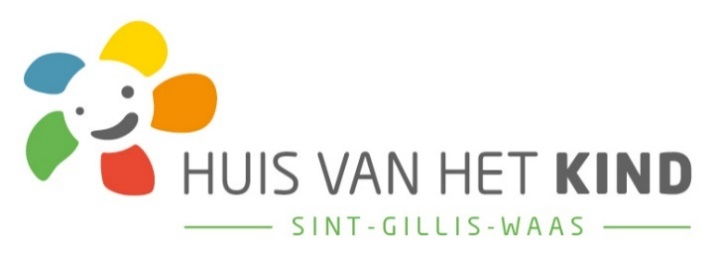 HUIS VAN HET KIND
SINT-GILLIS-WAAS